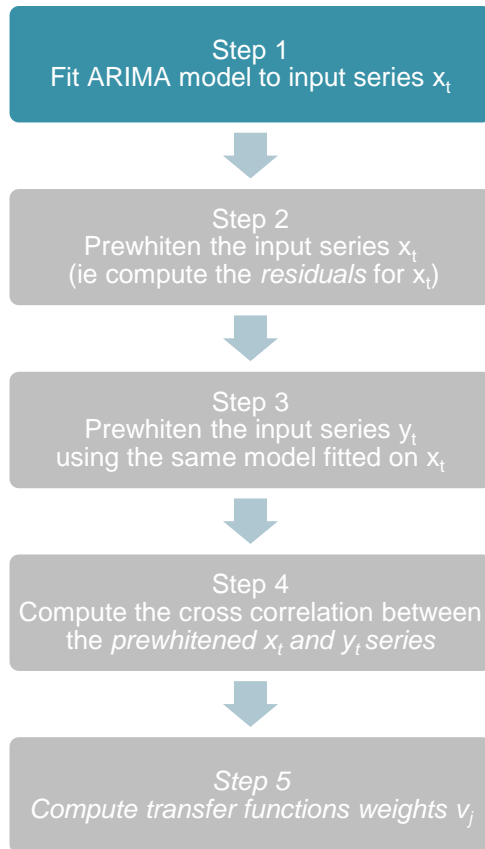 Step 1
Fit ARIMA model to input series xₜ
Step 2
Prewhiten the input series xₜ
(ie compute the residuals for xₜ)
Step 3
Prewhiten the input series yₜ
using the same model fitted on xₜ
Step 4
Compute the cross correlation between
the prewhitened xₜ and yₜ series
Step 5
Compute transfer functions weights vⱼ